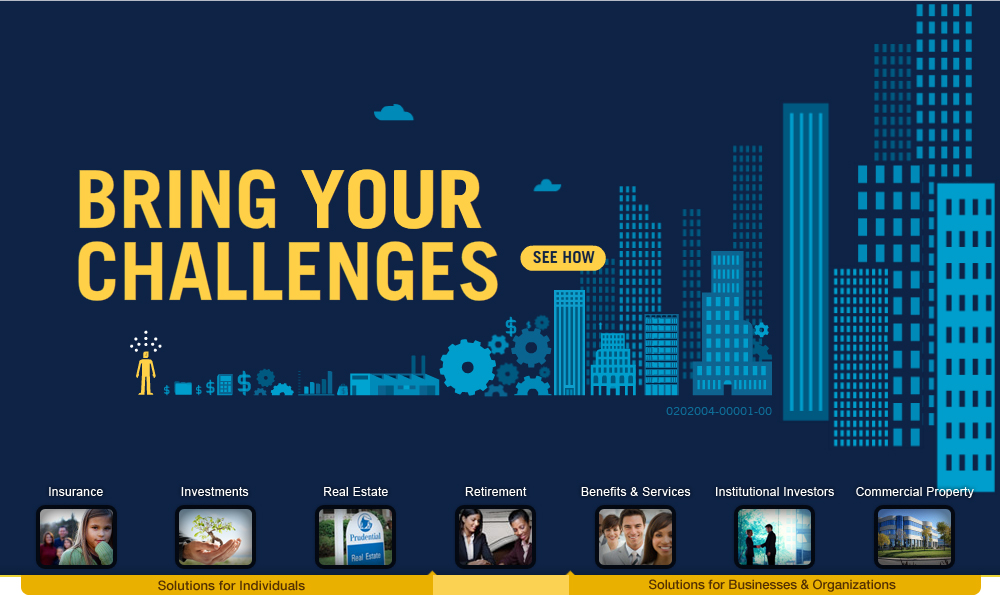 BRING YOUR
CHALLENGES
SEE HOW
$ $ $ $ $
0202004-00001-00
Insurance
Investments
Real Estate
Retirement
Benefits & Services
Institutional Investors
Commercial Property
Prudential
Real Estate
Solutions for Individuals
Solutions for Businesses & Organizations